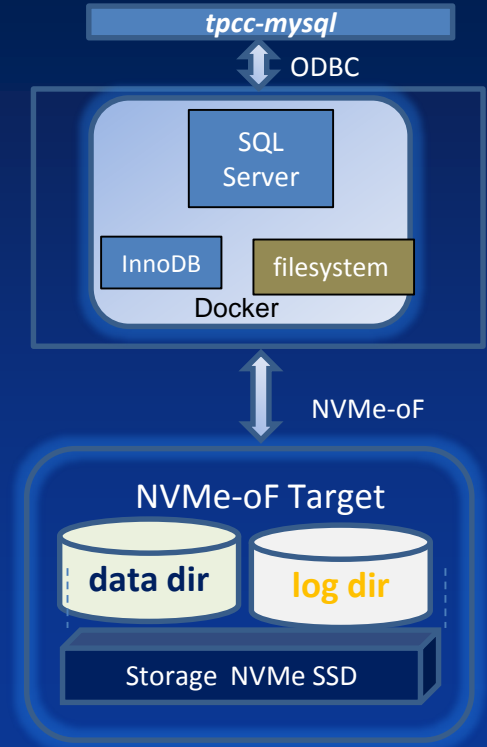 tpcc-mysql
ODBC
SQL
Server
InnoDB
filesystem
Docker
NVMe-oF
NVMe-oF Target
data dir
log dir
Storage NVMe SSD